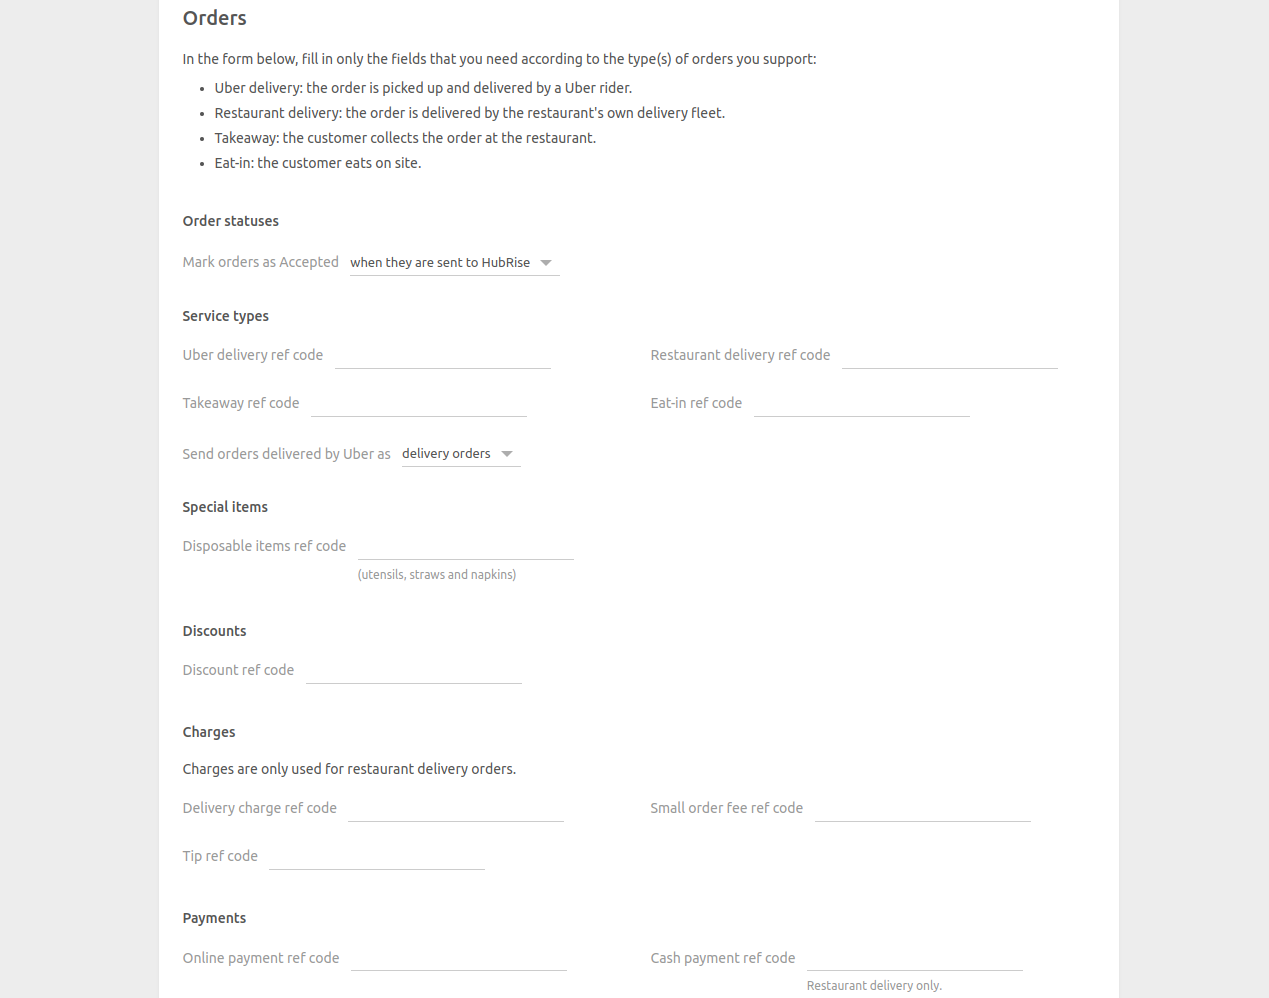 Orders
In the form below, fill in only the fields that you need according to the type(s) of orders you support:
• Uber delivery: the order is picked up and delivered by a Uber rider.
• Restaurant delivery: the order is delivered by the restaurant's own delivery fleet.
• Takeaway: the customer collects the order at the restaurant.
• Eat-in: the customer eats on site.
Order statuses
Mark orders as Accepted when they are sent to HubRise
Service types
Uber delivery ref code Restaurant delivery ref code
Takeaway ref code Eat-in ref code
Send orders delivered by Uber as delivery orders
Special items
Disposable items ref code
(utensils, straws and napkins)
Discounts
Discount ref code
Charges
Charges are only used for restaurant delivery orders.
Delivery charge ref code Small order fee ref code
Tip ref code
Payments
Online payment ref code Cash payment ref code
Restaurant delivery only.